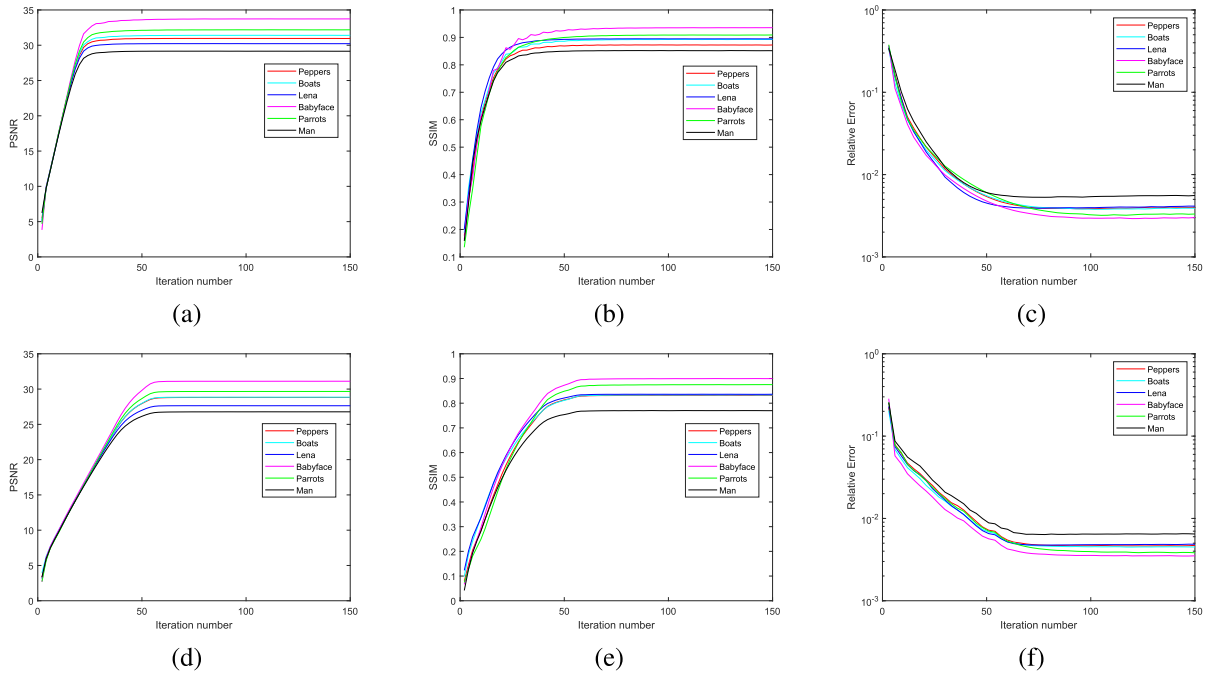 35
30
25
20
15
10
5
0
PSNR
0 50 100 150
Iteration number
Peppers
Boats
Lena
Babyface
Parrots
Man
(a)
1
0.9
0.8
0.7
0.6
0.5
0.4
0.3
0.2
0.1
SSIM
0 50 100 150
Iteration number
Peppers
Boats
Lena
Babyface
Parrots
Man
(b)
10^0
10^-1
10^-2
10^-3
Relative Error
0 50 100 150
Iteration number
Peppers
Boats
Lena
Babyface
Parrots
Man
(c)
35
30
25
20
15
10
5
0
PSNR
0 50 100 150
Iteration number
Peppers
Boats
Lena
Babyface
Parrots
Man
(d)
1
0.9
0.8
0.7
0.6
0.5
0.4
0.3
0.2
0.1
0
SSIM
0 50 100 150
Iteration number
Peppers
Boats
Lena
Babyface
Parrots
Man
(e)
10^0
10^-1
10^-2
10^-3
Relative Error
0 50 100 150
Iteration number
Peppers
Boats
Lena
Babyface
Parrots
Man
(f)